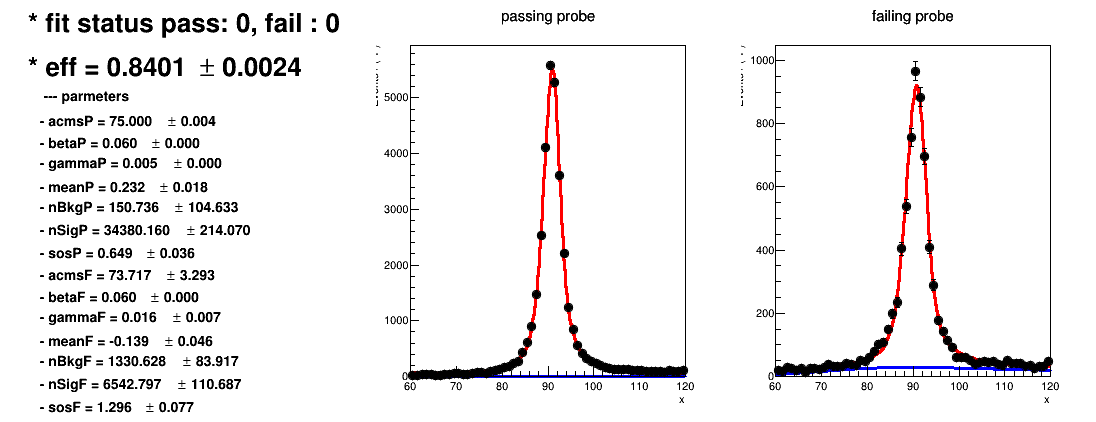 * fit status pass: 0, fail : 0
* eff = 0.8401 ± 0.0024
--- parmeters
- acmsP = 75.000 ± 0.004
- betaP = 0.060 ± 0.000
- gammaP = 0.005 ± 0.000
- meanP = 0.232 ± 0.018
- nBkgP = 150.736 ± 104.633
- nSigP = 34380.160 ± 214.070
- sosP = 0.649 ± 0.036
- acmsF = 73.717 ± 3.293
- betaF = 0.060 ± 0.000
- gammaF = 0.016 ± 0.007
- meanF = -0.139 ± 0.046
- nBkgF = 1330.628 ± 83.917
- nSigF = 6542.797 ± 110.687
- sosF = 1.296 ± 0.077
passing probe
5000
4000
3000
2000
1000
0
60 70 80 90 100 110 120
x
failing probe
1000
800
600
400
200
0
60 70 80 90 100 110 120
x